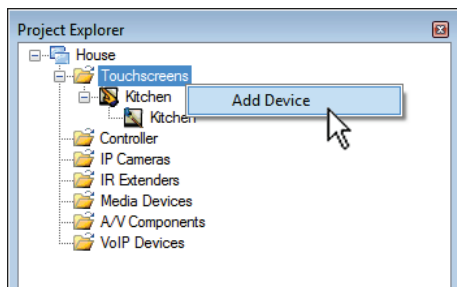 Project Explorer
House
Touchscreens
Kitchen
Add Device
Kitchen
Controller
IP Cameras
IR Extenders
Media Devices
A/V Components
VoIP Devices